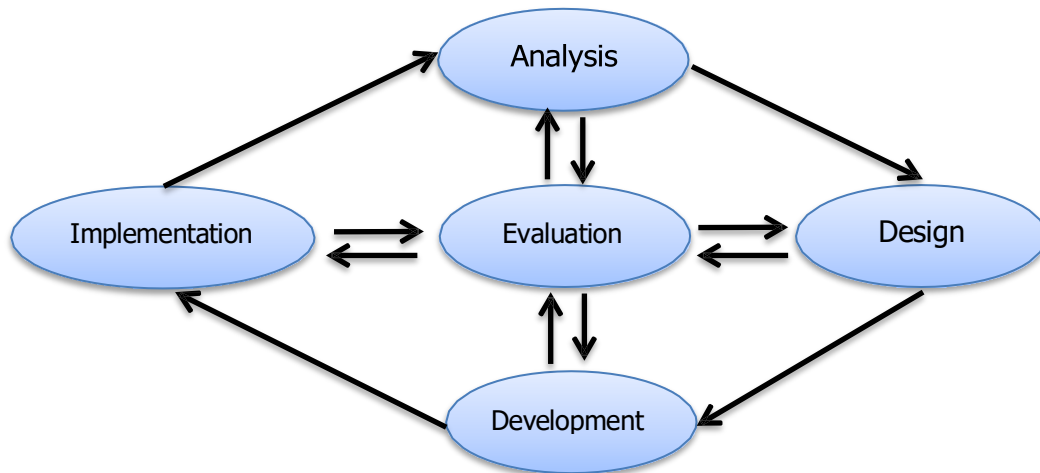 Analysis
Implementation
Evaluation
Design
Development